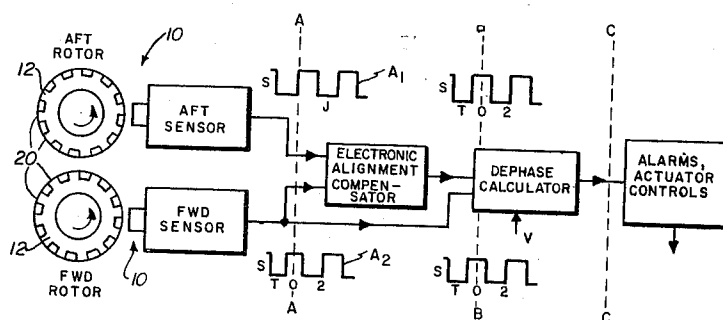 AFT
ROTOR
10
12
20
AFT
SENSOR
A
S
J
A1
ELECTRONIC
ALIGNMENT
COMPEN-
SATOR
S
T O 2
DEPHASE
CALCULATOR
V
C
ALARMS,
ACTUATOR
CONTROLS
FWD
SENSOR
12
10
FWD
ROTOR
S
T O 2
A2
A
S
T O 2
B
C